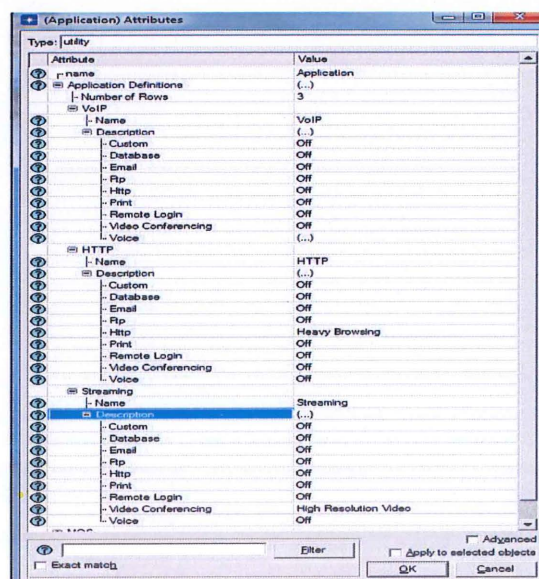 (Application) Attributes
Type: utility
Attribute Value
name Application
Application Definitions (...)
Number of Rows 3
VoIP
Name VoIP
Description (...)
Custom Off
Database Off
Email Off
Ftp Off
Http Off
Print Off
Remote Login Off
Video Conferencing Off
Voice (...)
HTTP
Name HTTP
Description (...)
Custom Off
Database Off
Email Off
Ftp Off
Http Heavy Browsing
Print Off
Remote Login Off
Video Conferencing Off
Voice Off
Streaming
Name Streaming
Description (...)
Custom Off
Database Off
Email Off
Ftp Off
Http Off
Print Off
Remote Login Off
Video Conferencing High Resolution Video
Voice Off
MOS
Advanced
Filter Apply to selected objects
Exact match
OK Cancel